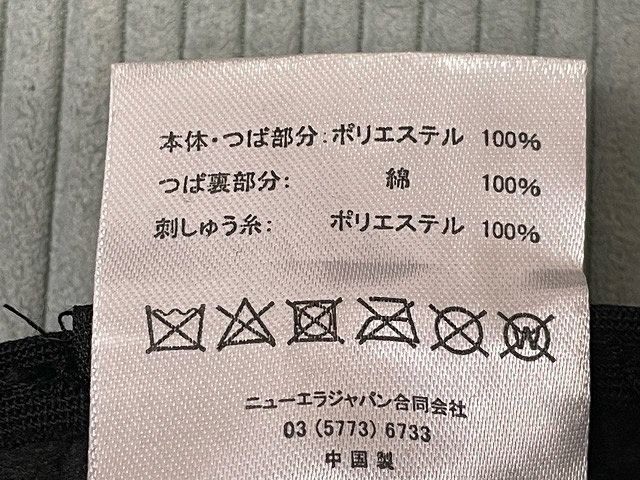 本体・つば部分:ポリエステル 100%
つば裏部分: 綿 100%
刺しゅう糸: ポリエステル 100%
W
ニューエラジャパン合同会社
03 (5773) 6733
中国製